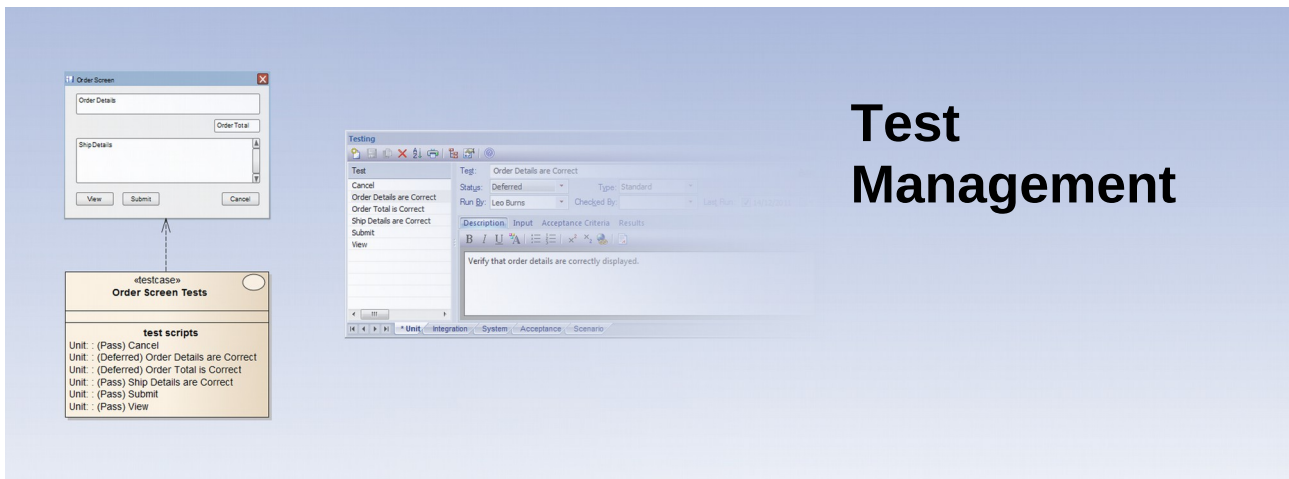 Order Screen
Order Details
Order Total
Ship Details
View Submit Cancel
«testcase»
Order Screen Tests
test scripts
Unit: : (Pass) Cancel
Unit: : (Deferred) Order Details are Correct
Unit: : (Deferred) Order Total is Correct
Unit: : (Pass) Ship Details are Correct
Unit: : (Pass) Submit
Unit: : (Pass) View
Testing
Test
Cancel
Order Details are Correct
Order Total is Correct
Ship Details are Correct
Submit
View
Test: Order Details are Correct
Status: Deferred Type: Standard
Run By: Leo Burns Checked By:
Description Input Acceptance Criteria Results
B I U A x² x₂
Verify that order details are correctly displayed.
* Unit Integration System Acceptance Scenario
Test
Management